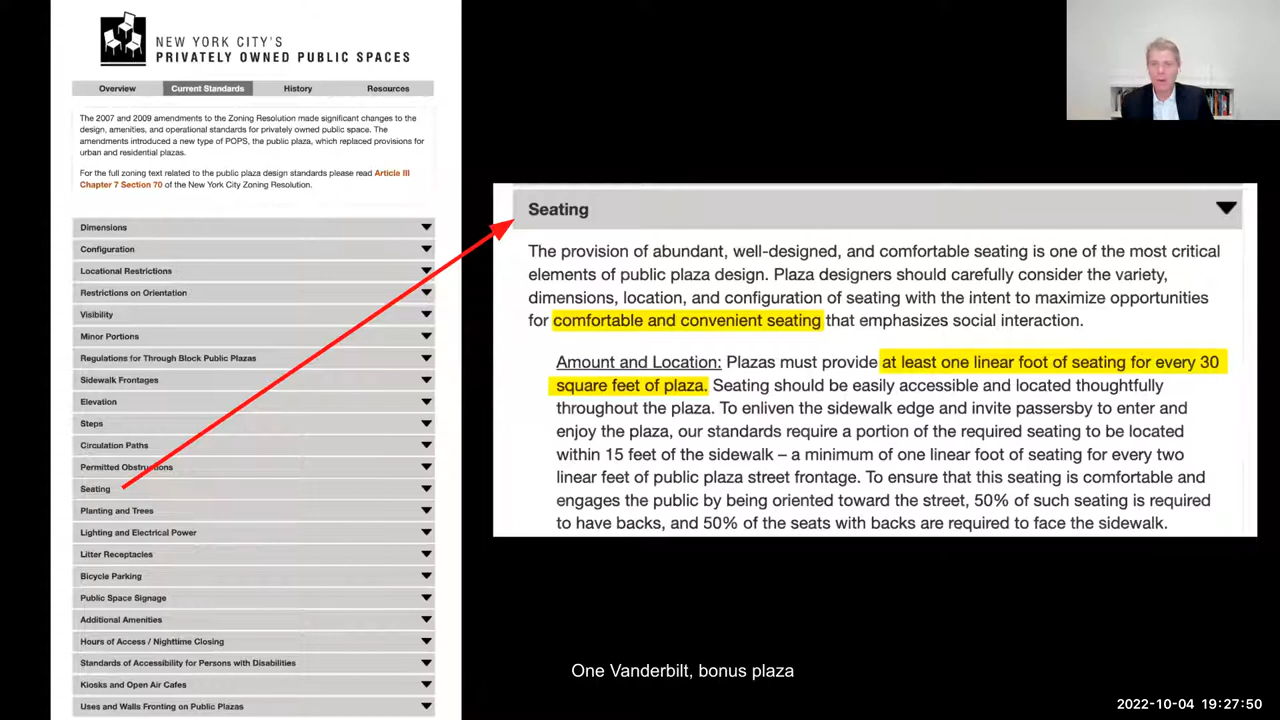 NEW YORK CITY'S
PRIVATELY OWNED PUBLIC SPACES
Overview Current Standards History Resources
The 2007 and 2009 amendments to the Zoning Resolution made significant changes to the
design, amenities, and operational standards for privately owned public space. The
amendments introduced a new type of POPS, the public plaza, which replaced provisions for
urban and residential plazas.
For the full zoning text related to the public plaza design standards please read Article III
Chapter 7 Section 70 of the New York City Zoning Resolution.
Dimensions
Configuration
Locational Restrictions
Restrictions on Orientation
Visibility
Minor Portions
Regulations for Through Block Public Plazas
Sidewalk Frontages
Elevation
Steps
Circulation Paths
Permitted Obstructions
Seating
Planting and Trees
Lighting and Electrical Power
Litter Receptacles
Bicycle Parking
Public Space Signage
Additional Amenities
Hours of Access / Nighttime Closing
Standards of Accessibility for Persons with Disabilities
Kiosks and Open Air Cafes
Uses and Walls Fronting on Public Plazas
Seating
The provision of abundant, well-designed, and comfortable seating is one of the most critical
elements of public plaza design. Plaza designers should carefully consider the variety,
dimensions, location, and configuration of seating with the intent to maximize opportunities
for comfortable and convenient seating that emphasizes social interaction.
Amount and Location: Plazas must provide at least one linear foot of seating for every 30
square feet of plaza. Seating should be easily accessible and located thoughtfully
throughout the plaza. To enliven the sidewalk edge and invite passersby to enter and
enjoy the plaza, our standards require a portion of the required seating to be located
within 15 feet of the sidewalk – a minimum of one linear foot of seating for every two
linear feet of public plaza street frontage. To ensure that this seating is comfortable and
engages the public by being oriented toward the street, 50% of such seating is required
to have backs, and 50% of the seats with backs are required to face the sidewalk.
One Vanderbilt, bonus plaza
2022-10-04 19:27:50